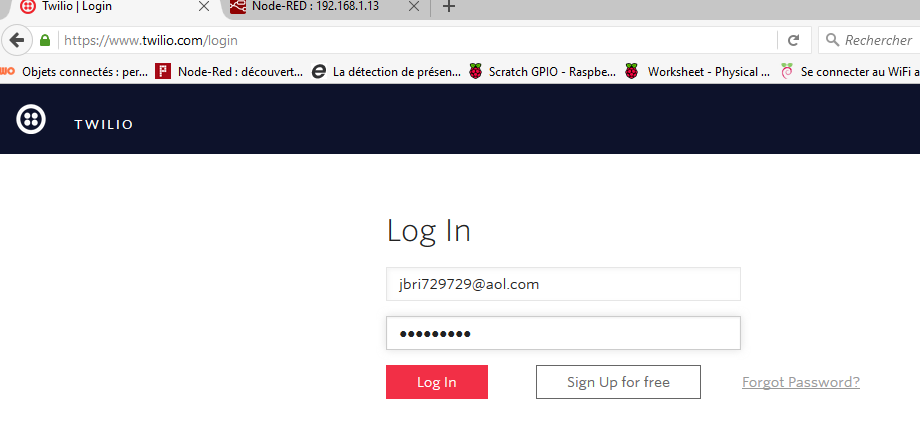 Twilio | Login
Node-RED : 192.168.1.13
https://www.twilio.com/login
Rechercher
Objets connectés : per...
Node-Red : découvert...
La détection de présen...
Scratch GPIO - Raspbe...
Worksheet - Physical ...
Se connecter au WiFi a
TWILIO
Log In
jbri729729@aol.com
•••••••••
Log In
Sign Up for free
Forgot Password?